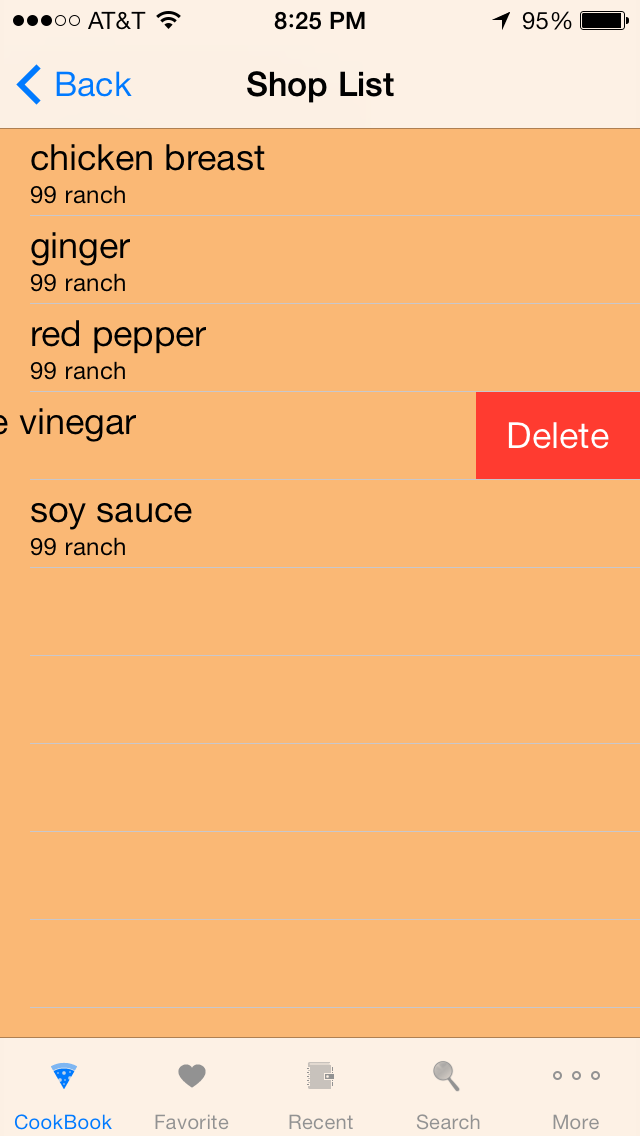 AT&T 8:25 PM 95%
Back Shop List
chicken breast
99 ranch
ginger
99 ranch
red pepper
99 ranch
e vinegar Delete
soy sauce
99 ranch
CookBook Favorite Recent Search More